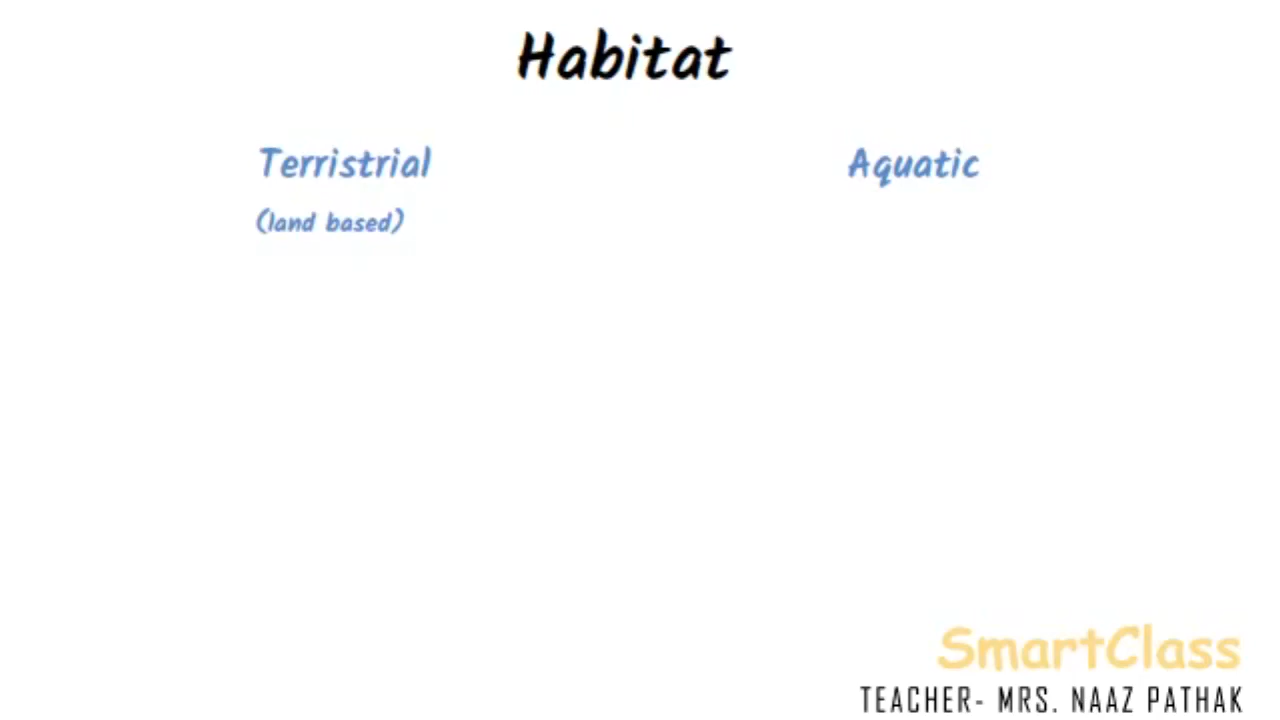 Habitat
Terristrial
Aquatic
(land based)
SmartClass
TEACHER- MRS. NAAZ PATHAK